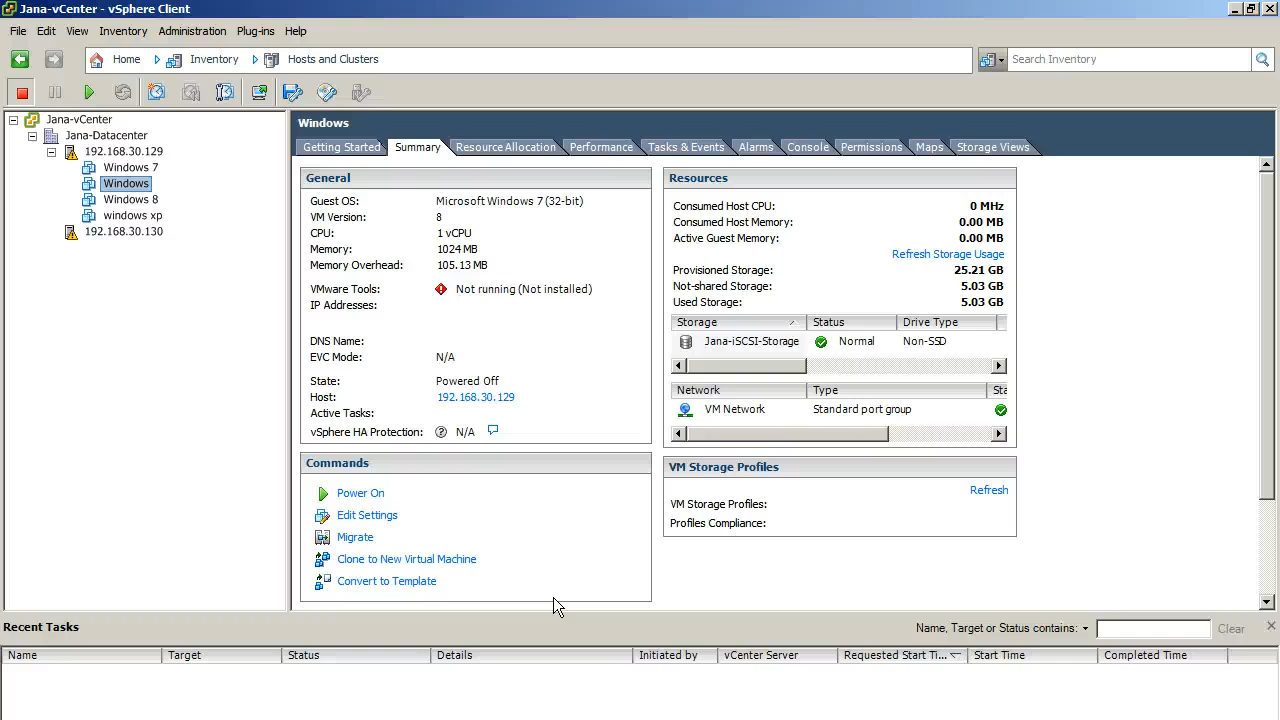 Jana-vCenter - vSphere Client
File Edit View Inventory Administration Plug-ins Help
Home Inventory Hosts and Clusters Search Inventory
Jana-vCenter
Jana-Datacenter
192.168.30.129
Windows 7
Windows
Windows 8
windows xp
192.168.30.130
Windows
Getting Started Summary Resource Allocation Performance Tasks & Events Alarms Console Permissions Maps Storage Views
General
Guest OS: Microsoft Windows 7 (32-bit)
VM Version: 8
CPU: 1 vCPU
Memory: 1024 MB
Memory Overhead: 105.13 MB
VMware Tools: Not running (Not installed)
IP Addresses:
DNS Name:
EVC Mode: N/A
State: Powered Off
Host: 192.168.30.129
Active Tasks:
vSphere HA Protection: N/A
Commands
Power On
Edit Settings
Migrate
Clone to New Virtual Machine
Convert to Template
Resources
Consumed Host CPU: 0 MHz
Consumed Host Memory: 0.00 MB
Active Guest Memory: 0.00 MB
Refresh Storage Usage
Provisioned Storage: 25.21 GB
Not-shared Storage: 5.03 GB
Used Storage: 5.03 GB
Storage Status Drive Type
Jana-iSCSI-Storage Normal Non-SSD
Network Type Sta
VM Network Standard port group
VM Storage Profiles
Refresh
VM Storage Profiles:
Profiles Compliance:
Recent Tasks Name, Target or Status contains: Clear
Name Target Status Details Initiated by vCenter Server Requested Start Ti... Start Time Completed Time